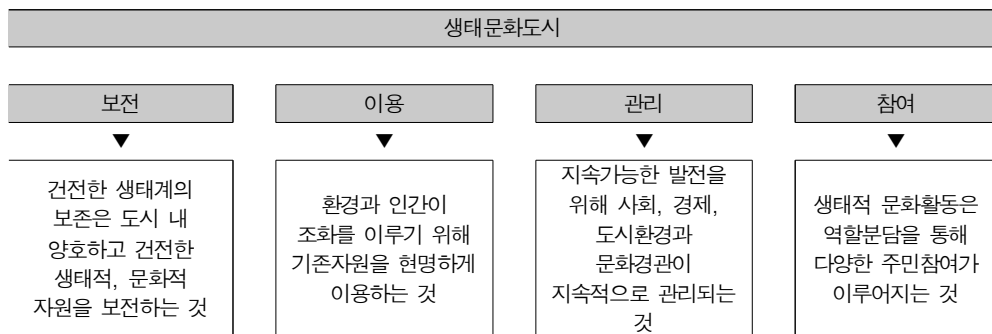 생태문화도시
보전
이용
관리
참여
▼
▼
▼
▼
건전한 생태계의
보존은 도시 내
양호하고 건전한
생태적, 문화적
자원을 보전하는 것
환경과 인간이
조화를 이루기 위해
기존자원을 현명하게
이용하는 것
지속가능한 발전을
위해 사회, 경제,
도시환경과
문화경관이
지속적으로 관리되는
것
생태적 문화활동은
역할분담을 통해
다양한 주민참여가
이루어지는 것